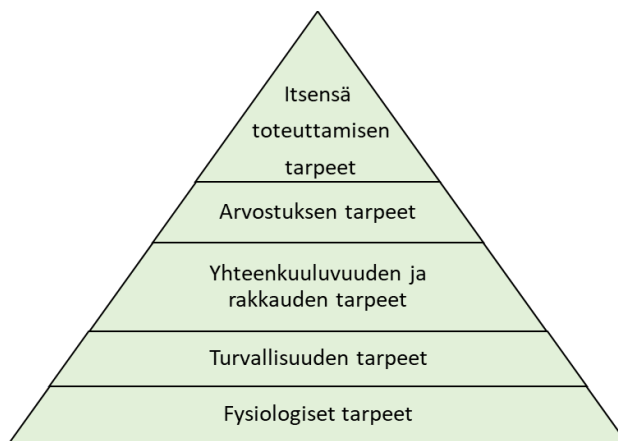 Itsensä
toteuttamisen
tarpeet
Arvostuksen tarpeet
Yhteenkuuluvuuden ja
rakkauden tarpeet
Turvallisuuden tarpeet
Fysiologiset tarpeet